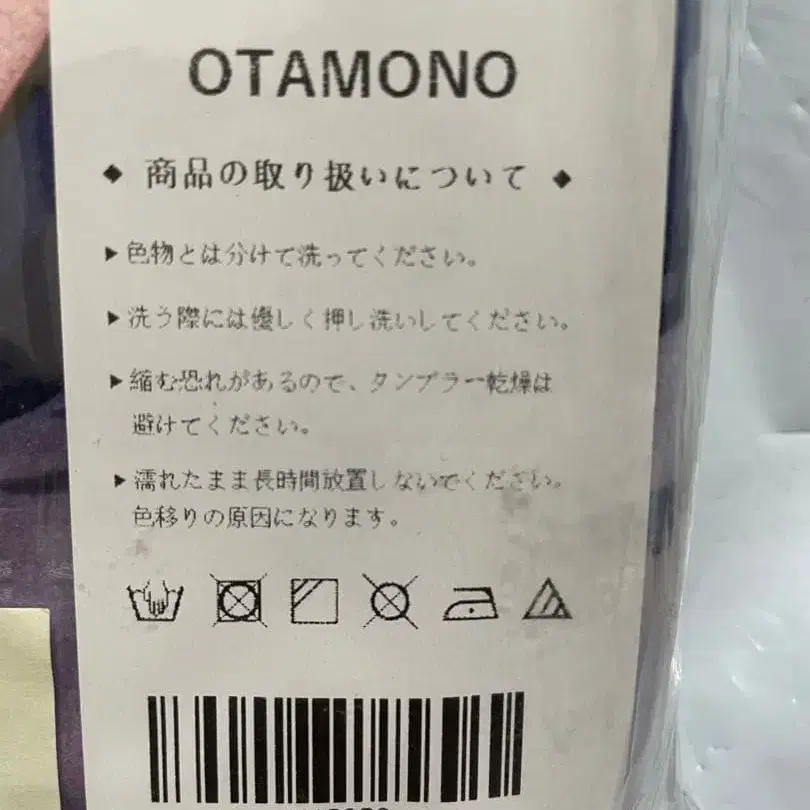 OTAMONO
◆ 商品の取り扱いについて ◆
▶色物とは分けて洗ってください。
▶洗う際には優しく押し洗いしてください。
▶縮む恐れがあるので、タンブラー乾燥は
避けてください。
▶濡れたまま長時間放置しないでください。
色移りの原因になります。